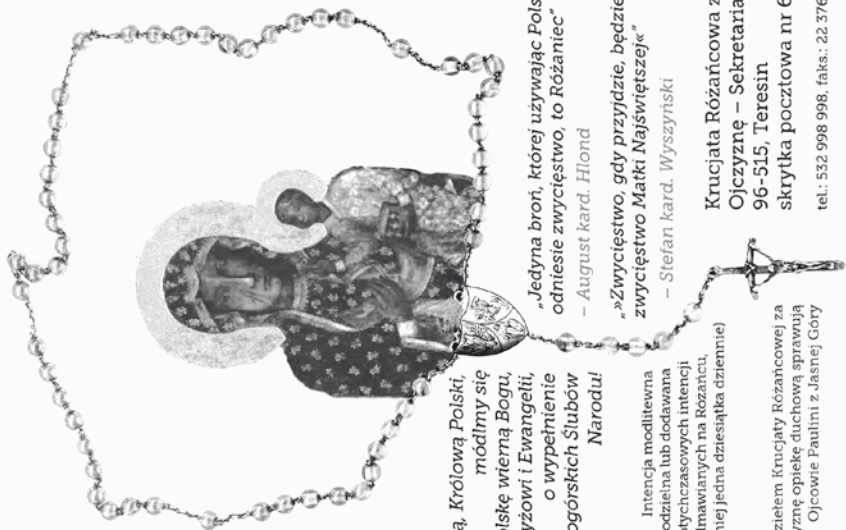 ą, Królową Polski,
módlmy się
lskę wierną Bogu,
yżowi i Ewangelii,
o wypełnienie
ogórskich Ślubów
Narodu!
Intencja modlitewna
odzielna lub dodawana
tychczasowych intencji
lmawianych na Różańcu,
niej jedna dziesiątka dziennie)
ziełem Krucjaty Różańcowej za
yznę opiekę duchową sprawują
Ojcowie Paulini z Jasnej Góry
„Jedyna broń, której używając Pols
odniesie zwycięstwo, to Różaniec”
– August kard. Hlond
„»Zwycięstwo, gdy przyjdzie, będzie
zwycięstwo Matki Najświętszej«”
– Stefan kard. Wyszyński
Krucjata Różańcowa z
Ojczyznę – Sekretaria
96-515, Teresin
skrytka pocztowa nr 6
tel.: 532 998 998, faks.: 22 376